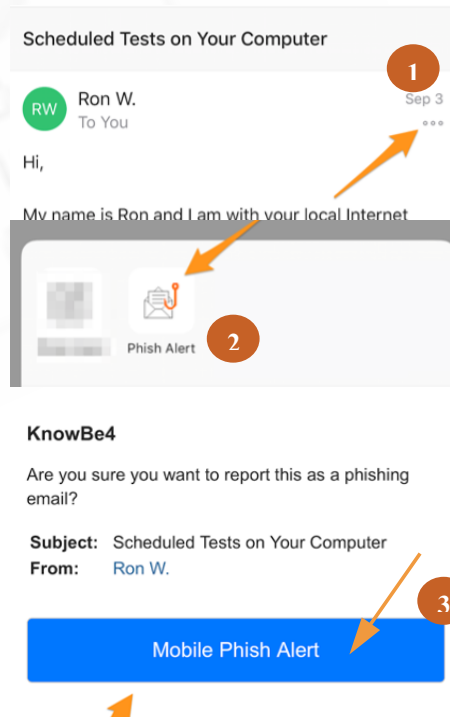 Scheduled Tests on Your Computer
1
RW
Ron W.
Sep 3
To You
Hi,
My name is Ron and I am with your local Internet
Phish Alert
2
KnowBe4
Are you sure you want to report this as a phishing
email?
Subject: Scheduled Tests on Your Computer
From: Ron W.
3
Mobile Phish Alert